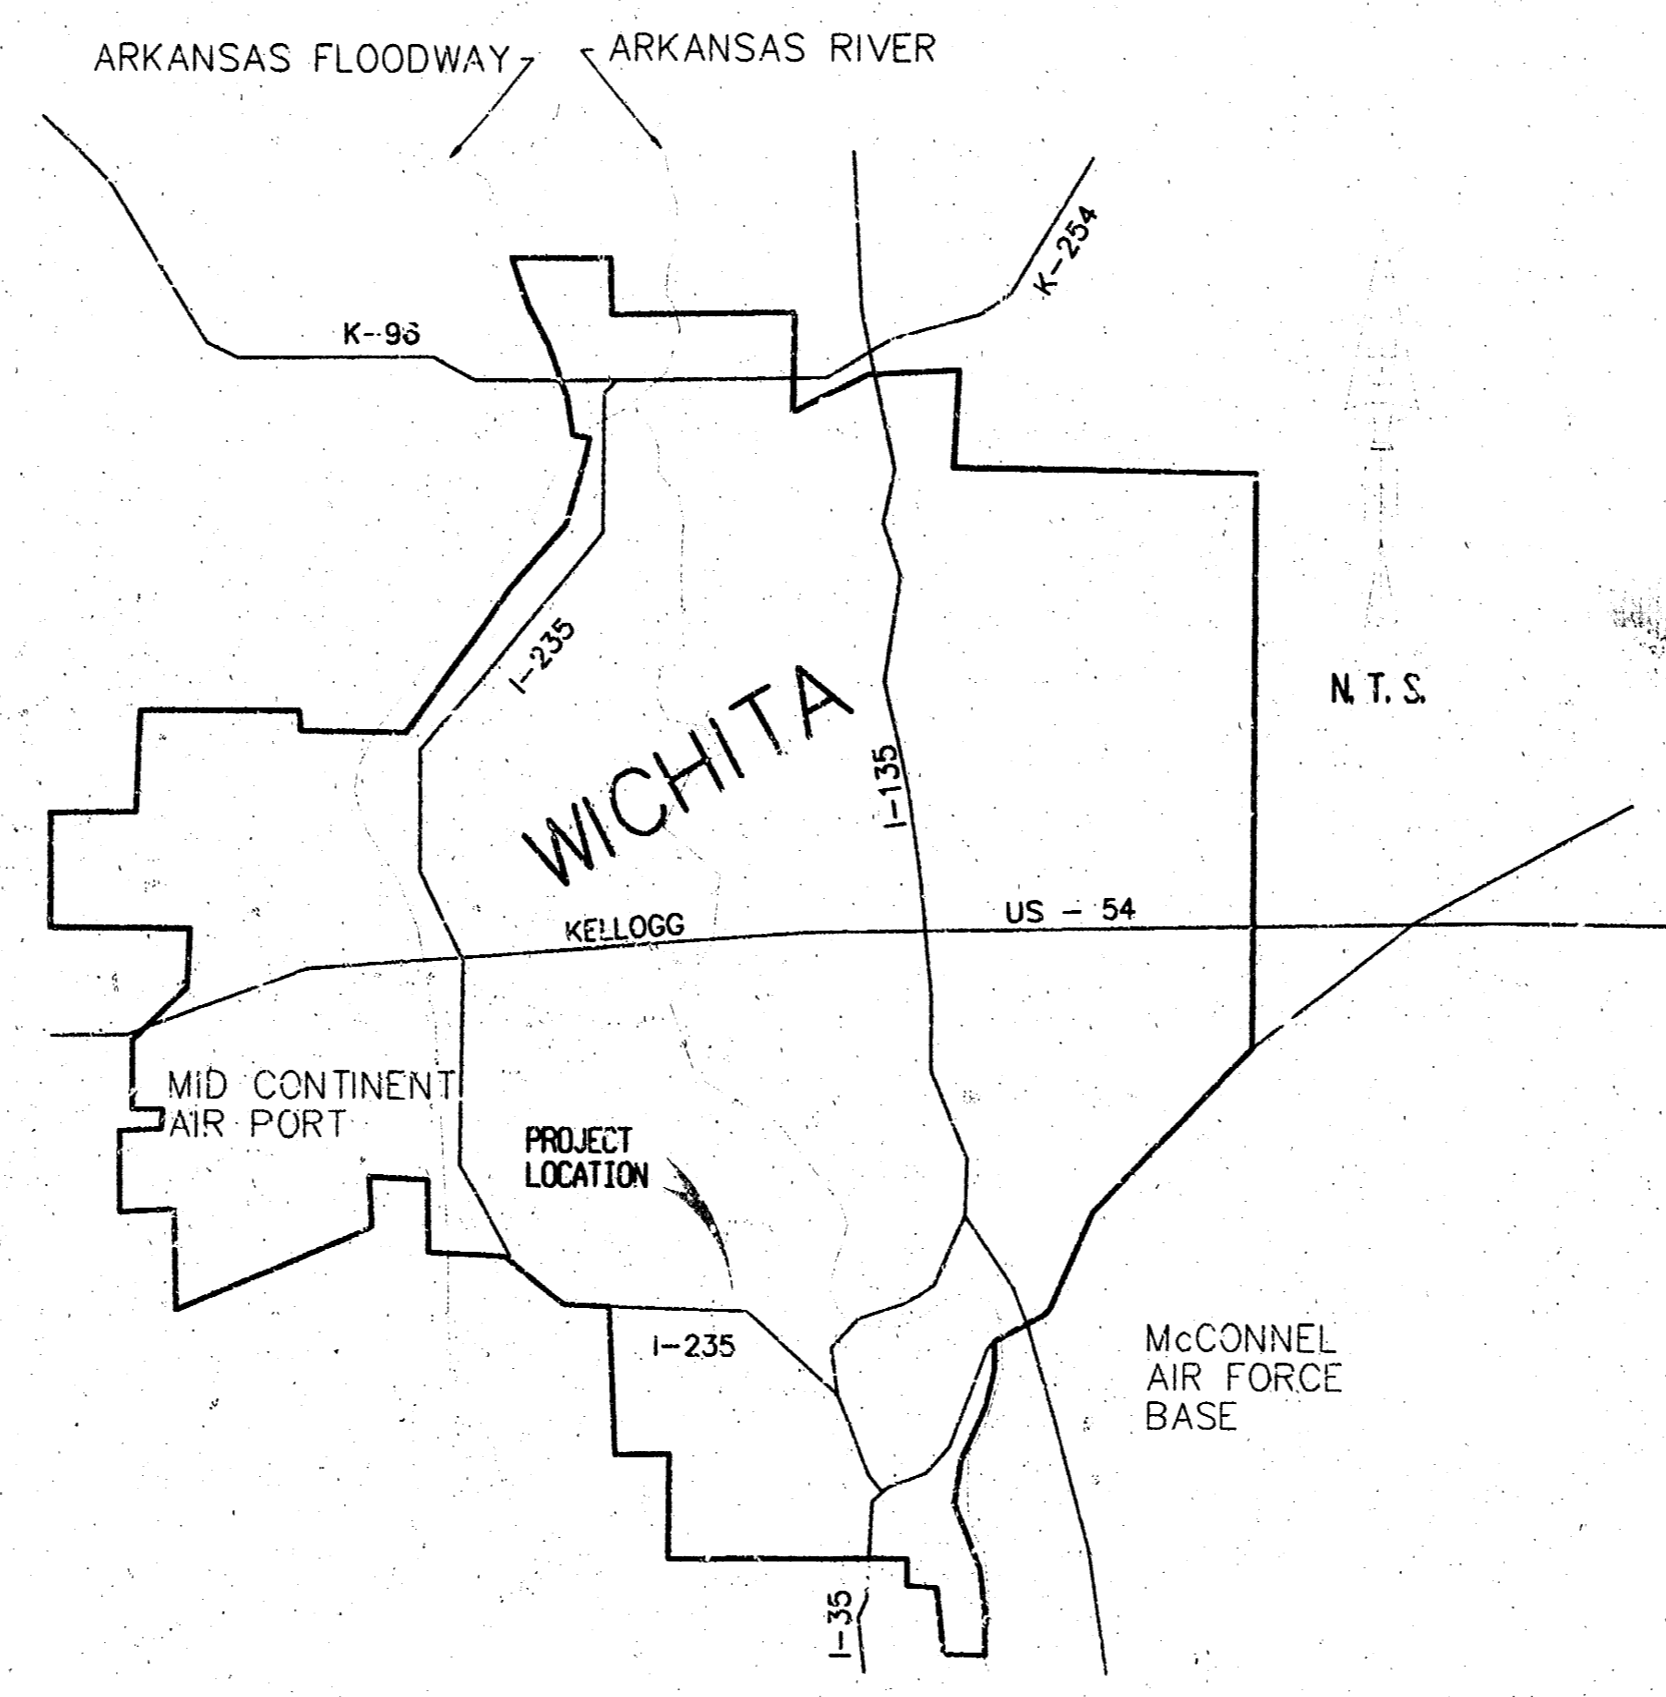 ARKANSAS FLOODWAY
ARKANSAS RIVER
K-254
K-96
I-235
N. T. S.
WICHITA
I-135
US - 54
KELLOGG
MID CONTINENT
AIR PORT
PROJECT
LOCATION
I-235
McCONNEL
AIR FORCE
BASE
I-35